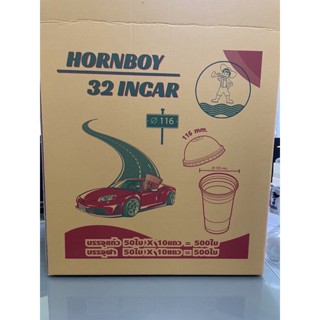 HORNBOY
32 INCAR
Ø 116
116 mm.
บรรจุแก้ว 50ใบ X 10แถว = 500ใบ
บรรจุฝา 50ใบ X 10แถว = 500ใบ